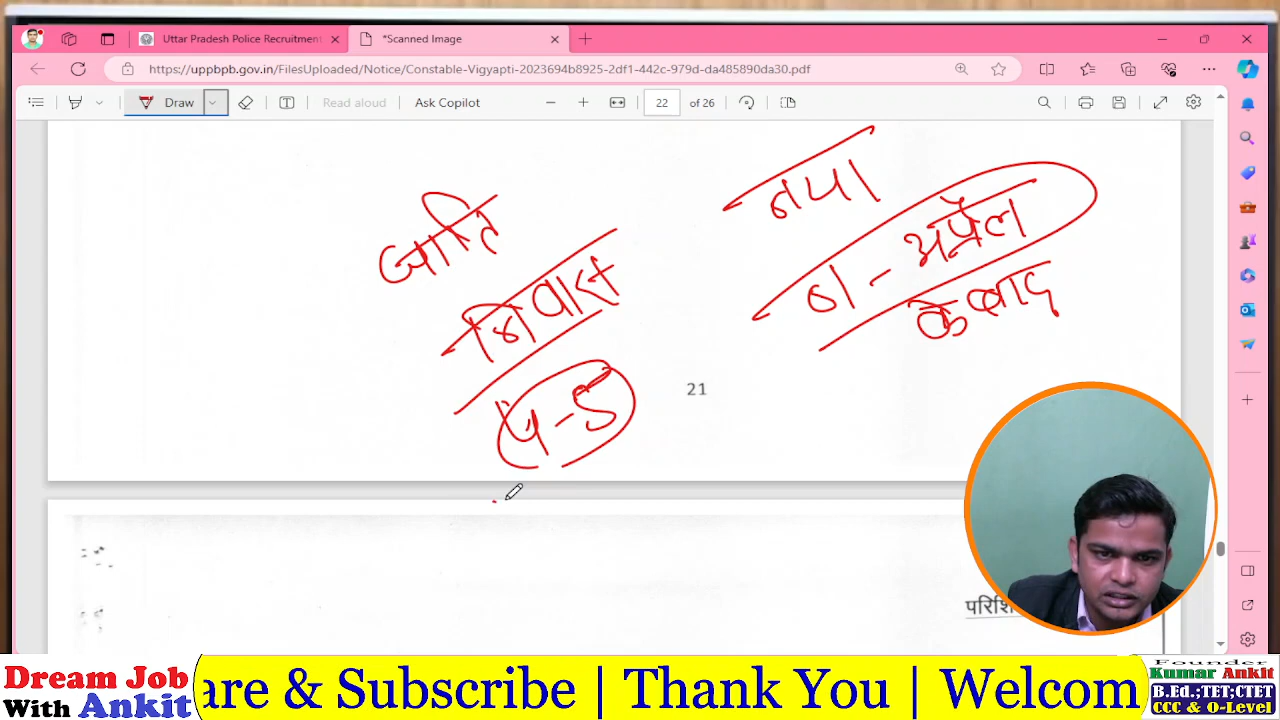 Uttar Pradesh Police Recruitment
*Scanned Image
https://uppbpb.gov.in/FilesUploaded/Notice/Constable-Vigyapti-2023694b8925-2df1-442c-979d-da485890da30.pdf
Draw
Read aloud
Ask Copilot
22 of 26
जाति
निवास
नया
अप्रैल
के बाद
21
परिशि
Dream Job
With Ankit
are & Subscribe | Thank You | Welcom
Founder
Kumar Ankit
B.Ed.;TET;CTET
CCC & O-Level